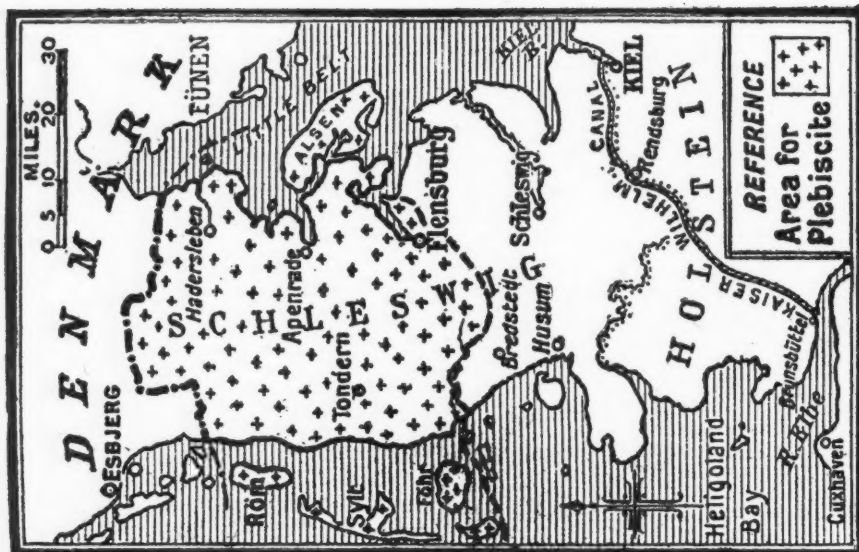 MILES.
0 5 10 20 30
DENMARK
ESBJERG
FÜNEN
LITTLE BELT
Hadersleben
Röm
SCHLESWIG
Apenrade
ALSEN
Sylt
Tondern
Föhr
Flensburg
KIEL B.
Bredstedt
Husum
Schleswig
CANAL
KIEL
Rendsburg
WILHELM
HOLSTEIN
KAISER
Heligoland
Bay
Brunsbüttel
R. Elbe
Cuxhaven
REFERENCE
Area for
Plebiscite